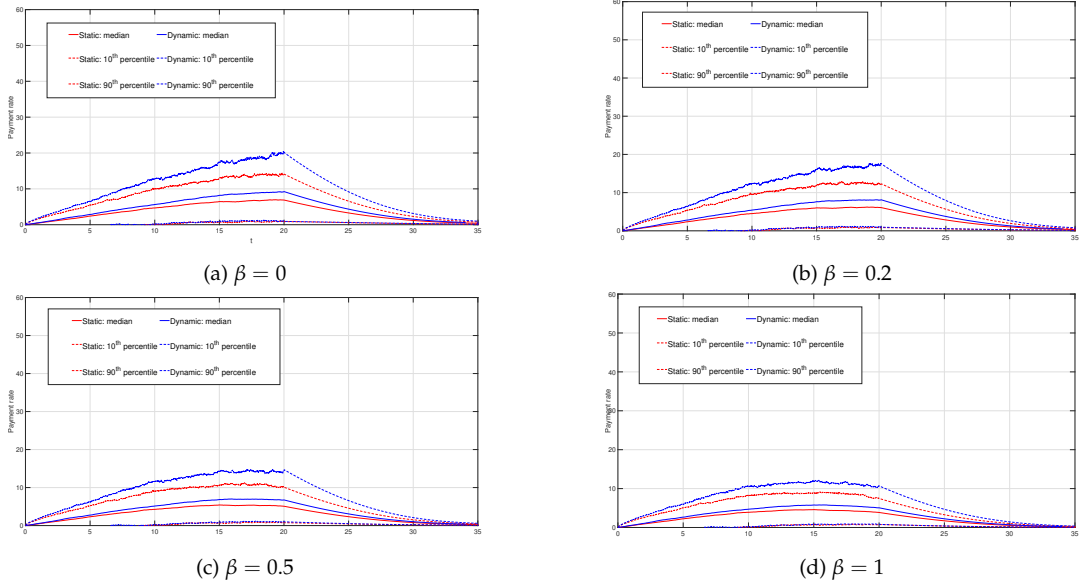 60
50
40
30
20
10
0
Payment rate
Static: median Dynamic: median
Static: 10th percentile Dynamic: 10th percentile
Static: 90th percentile Dynamic: 90th percentile
0 5 10 15 20 25 30 35
t
(a) β = 0
60
50
40
30
20
10
0
Payment rate
Static: median Dynamic: median
Static: 10th percentile Dynamic: 10th percentile
Static: 90th percentile Dynamic: 90th percentile
0 5 10 15 20 25 30 35
(b) β = 0.2
60
50
40
30
20
10
0
Payment rate
Static: median Dynamic: median
Static: 10th percentile Dynamic: 10th percentile
Static: 90th percentile Dynamic: 90th percentile
0 5 10 15 20 25 30 35
(c) β = 0.5
60
50
40
30
20
10
0
Payment rate
Static: median Dynamic: median
Static: 10th percentile Dynamic: 10th percentile
Static: 90th percentile Dynamic: 90th percentile
0 5 10 15 20 25 30 35
(d) β = 1